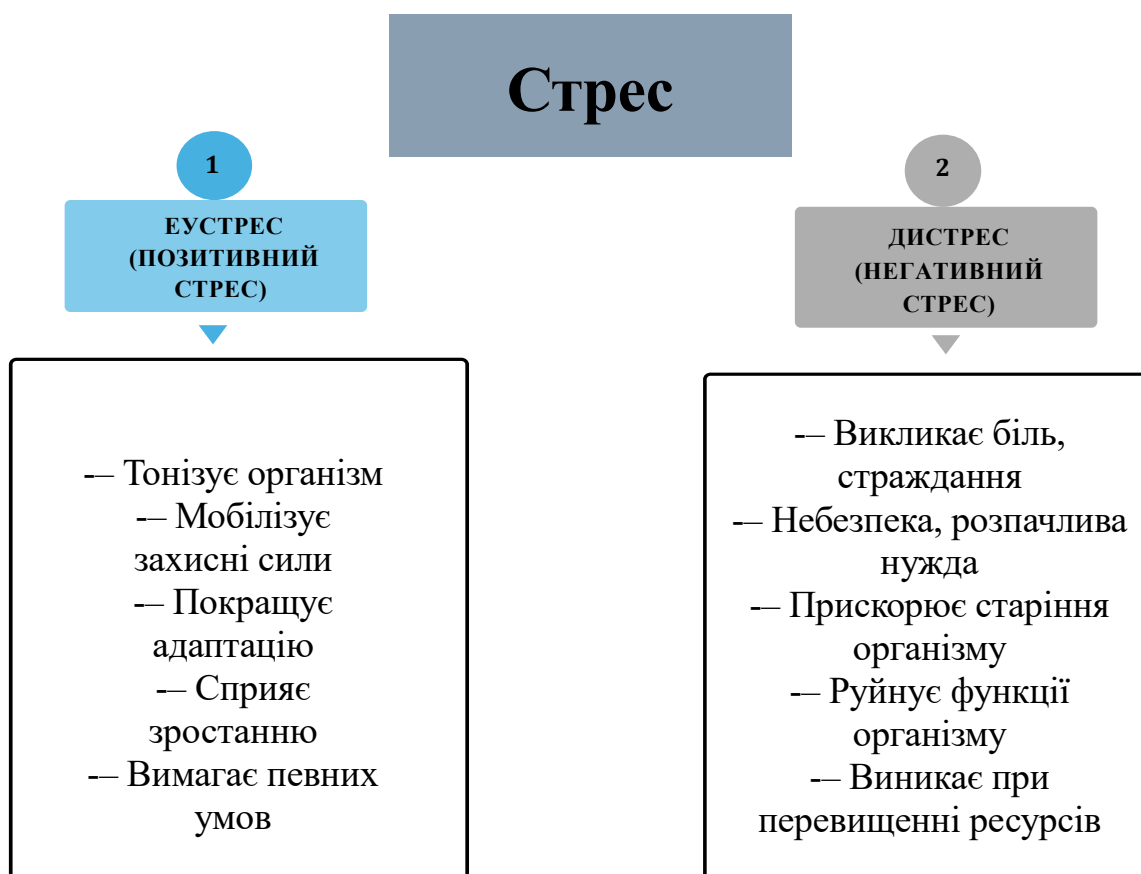 Стрес
1
ЕУСТРЕС
(ПОЗИТИВНИЙ
СТРЕС)
-– Тонізує організм
-– Мобілізує
захисні сили
-– Покращує
адаптацію
-– Сприяє
зростанню
-– Вимагає певних
умов
2
ДИСТРЕС
(НЕГАТИВНИЙ
СТРЕС)
-– Викликає біль,
страждання
-– Небезпека, розпачлива
нужда
-– Прискорює старіння
організму
-– Руйнує функції
організму
-– Виникає при
перевищенні ресурсів